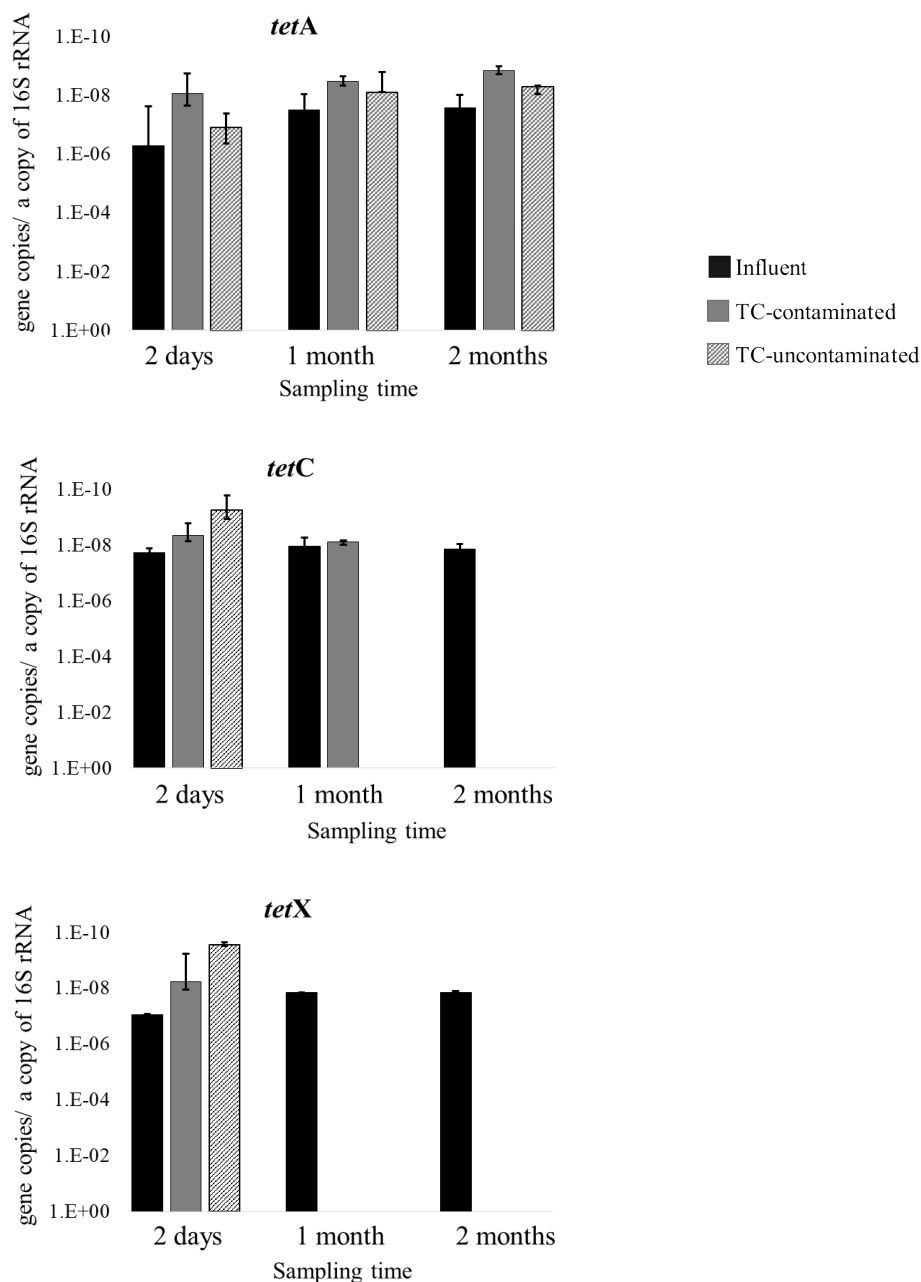 tetA
gene copies/ a copy of 16S rRNA
1.E-10
1.E-08
1.E-06
1.E-04
1.E-02
1.E+00
2 days 1 month 2 months
Sampling time
Influent
TC-contaminated
TC-uncontaminated
tetC
gene copies/ a copy of 16S rRNA
1.E-10
1.E-08
1.E-06
1.E-04
1.E-02
1.E+00
2 days 1 month 2 months
Sampling time
tetX
gene copies/ a copy of 16S rRNA
1.E-10
1.E-08
1.E-06
1.E-04
1.E-02
1.E+00
2 days 1 month 2 months
Sampling time